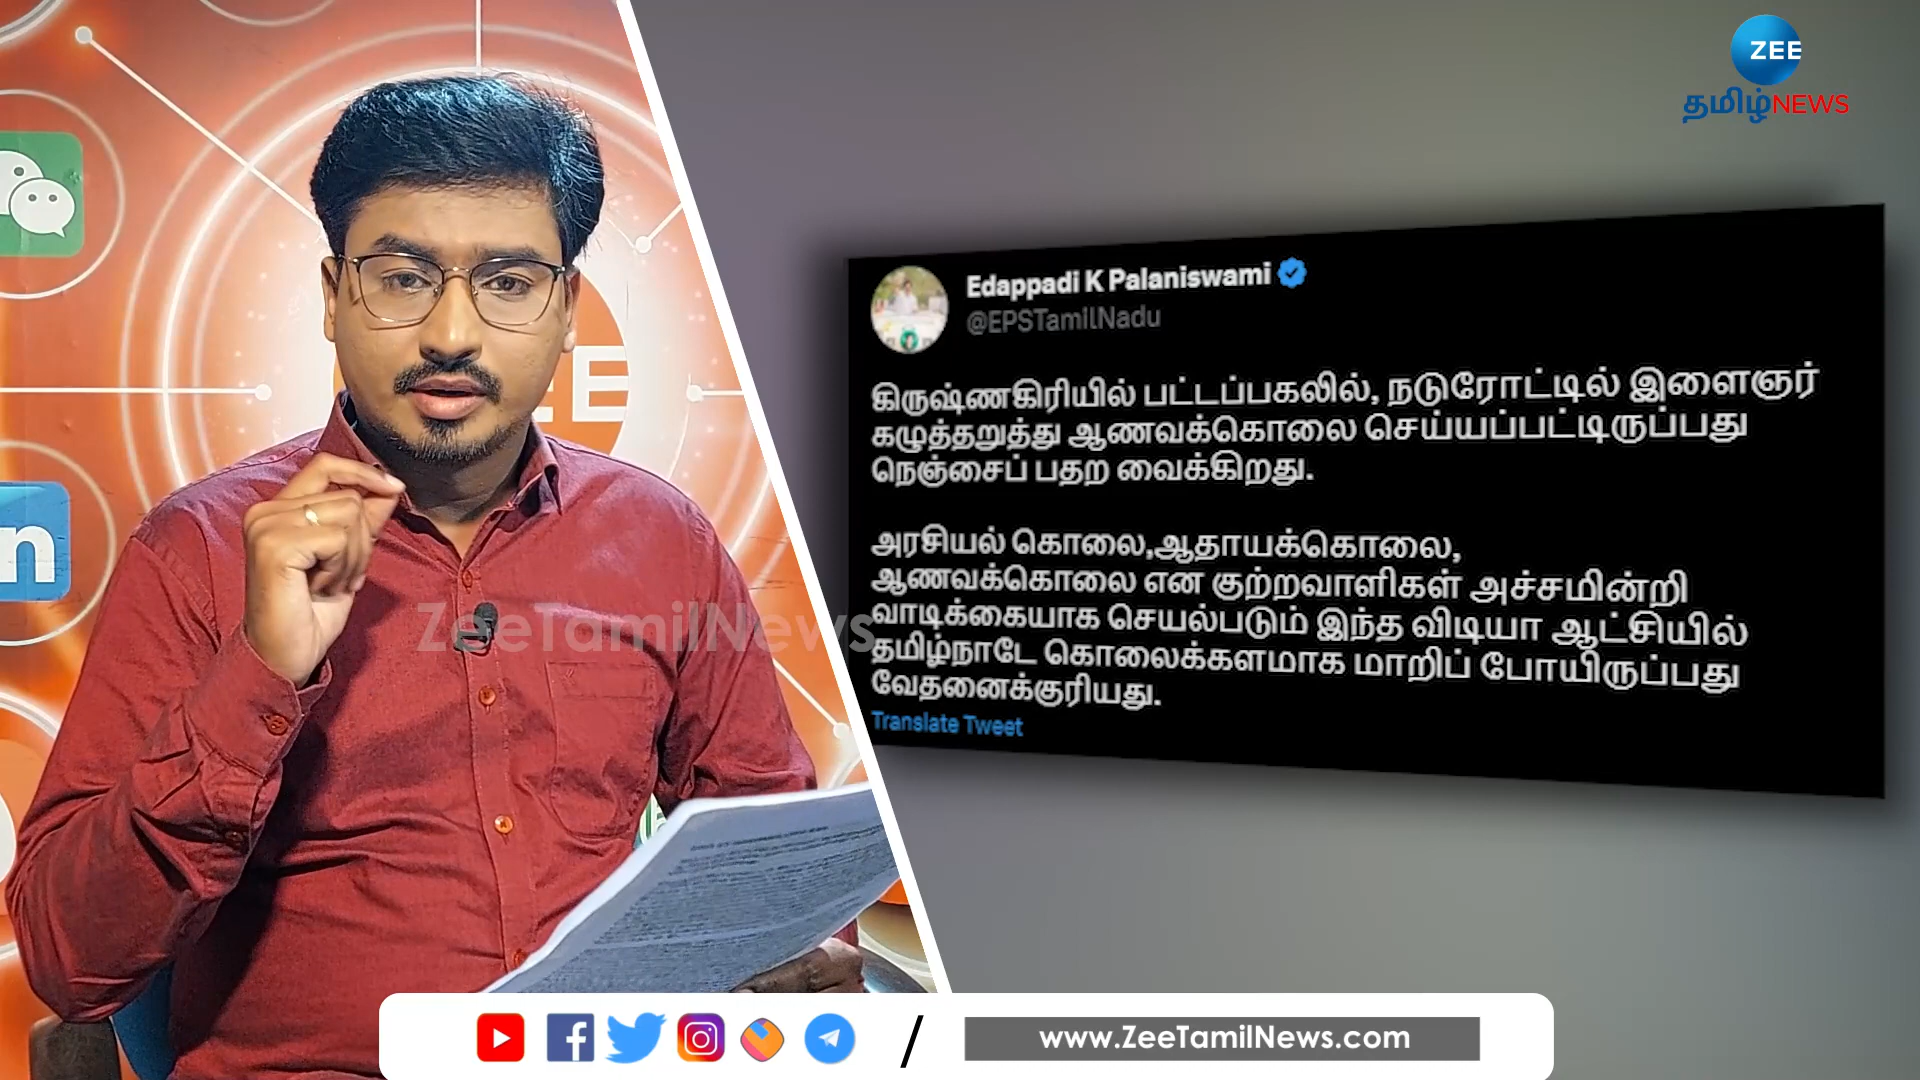 ZEE
தமிழ்NEWS
Edappadi K Palaniswami
@EPSTamilNadu
கிருஷ்ணகிரியில் பட்டப்பகலில், நடுரோட்டில் இளைஞர்
கழுத்தறுத்து ஆணவக்கொலை செய்யப்பட்டிருப்பது
நெஞ்சைப் பதற வைக்கிறது.
அரசியல் கொலை,ஆதாயக்கொலை,
ஆணவக்கொலை என குற்றவாளிகள் அச்சமின்றி
வாடிக்கையாக செயல்படும் இந்த விடியா ஆட்சியில்
தமிழ்நாடே கொலைக்களமாக மாறிப் போயிருப்பது
வேதனைக்குரியது.
Translate Tweet
ZeeTamilNews
in
/ www.ZeeTamilNews.com